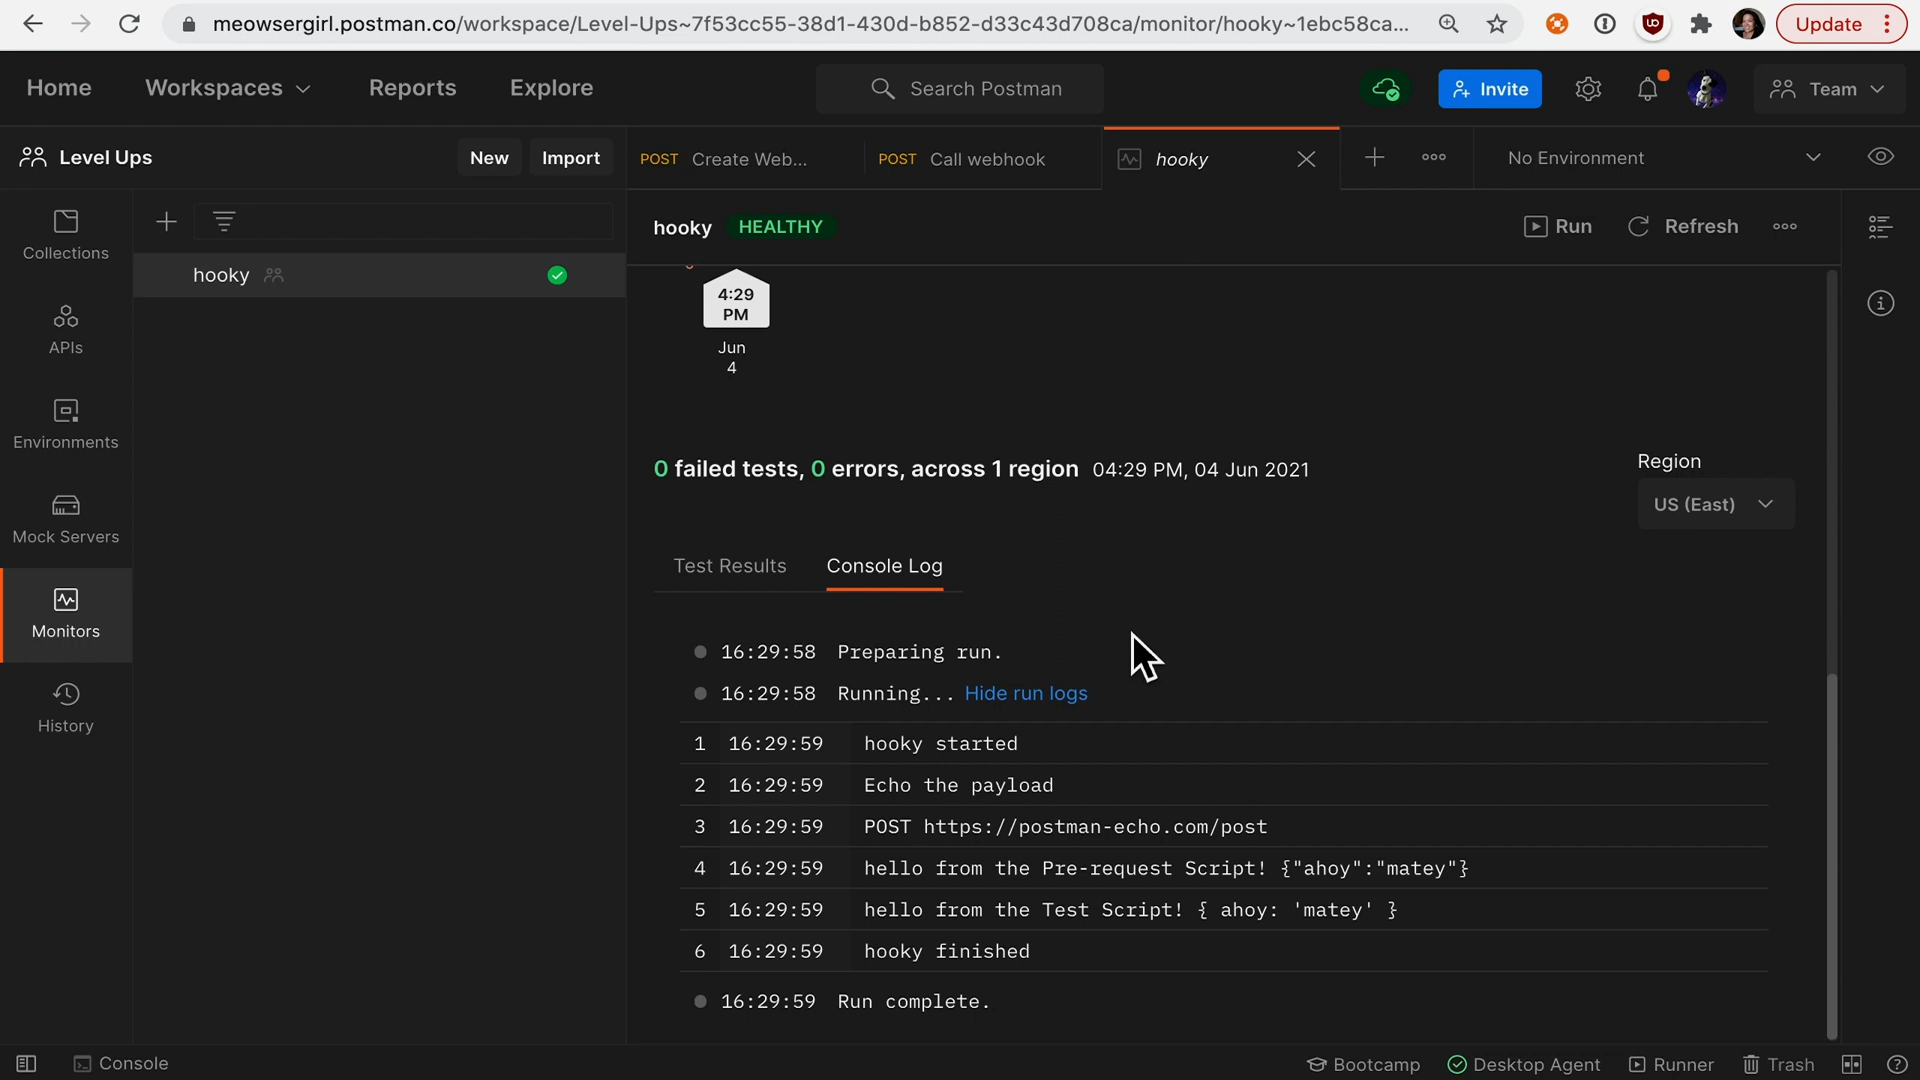 meowsergirl.postman.co/workspace/Level-Ups~7f53cc55-38d1-430d-b852-d33c43d708ca/monitor/hooky~1ebc58ca...
Update
Home
Workspaces
Reports
Explore
Search Postman
Invite
Team
Level Ups
New
Import
POST Create Web...
POST Call webhook
hooky
No Environment
Collections
APIs
Environments
Mock Servers
Monitors
History
hooky
hooky HEALTHY
Run
Refresh
4:29
PM
Jun
4
0 failed tests, 0 errors, across 1 region 04:29 PM, 04 Jun 2021
Region
US (East)
Test Results
Console Log
16:29:58 Preparing run.
16:29:58 Running... Hide run logs
1 16:29:59 hooky started
2 16:29:59 Echo the payload
3 16:29:59 POST https://postman-echo.com/post
4 16:29:59 hello from the Pre-request Script! {"ahoy":"matey"}
5 16:29:59 hello from the Test Script! { ahoy: 'matey' }
6 16:29:59 hooky finished
16:29:59 Run complete.
Console
Bootcamp
Desktop Agent
Runner
Trash